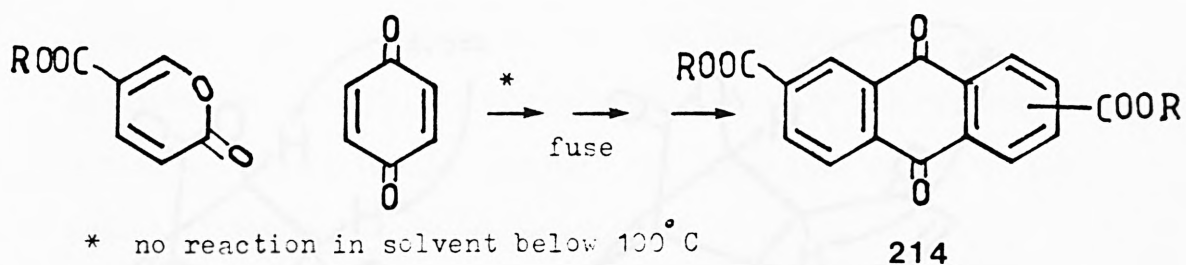 ROOC
O
O
O
O
*
fuse
ROOC
O
O
COOR
* no reaction in solvent below 100°C
214